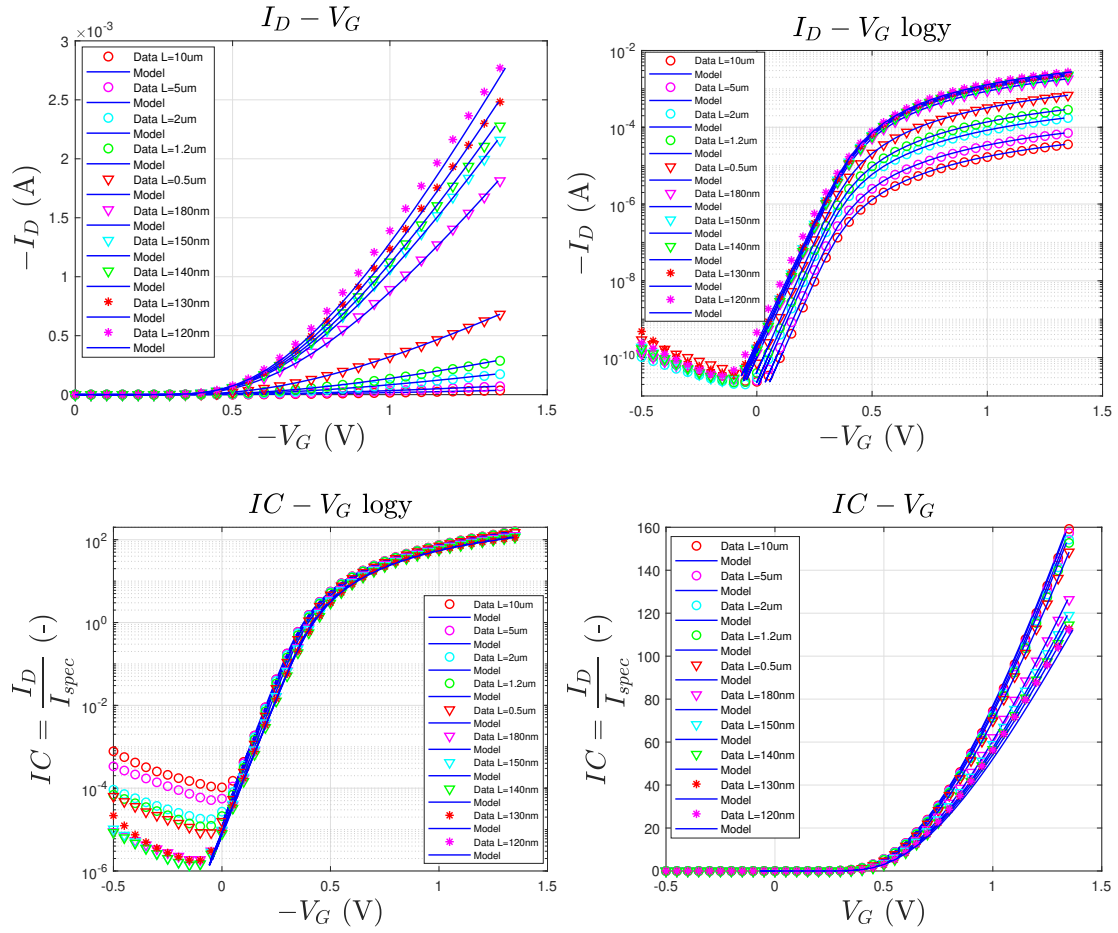 I_D − V_G
×10^-3
3
2.5
2
1.5
1
0.5
0
0
0.5
1
1.5
−I_D (A)
−V_G (V)
Data L=10um
Model
Data L=5um
Model
Data L=2um
Model
Data L=1.2um
Model
Data L=0.5um
Model
Data L=180nm
Model
Data L=150nm
Model
Data L=140nm
Model
Data L=130nm
Model
Data L=120nm
Model
I_D − V_G logy
10^-2
10^-4
10^-6
10^-8
10^-10
-0.5
0
0.5
1
1.5
−I_D (A)
−V_G (V)
Data L=10um
Model
Data L=5um
Model
Data L=2um
Model
Data L=1.2um
Model
Data L=0.5um
Model
Data L=180nm
Model
Data L=150nm
Model
Data L=140nm
Model
Data L=130nm
Model
Data L=120nm
Model
IC − V_G logy
10^2
10^0
10^-2
10^-4
10^-6
-0.5
0
0.5
1
1.5
IC = I_D / I_spec (-)
−V_G (V)
Data L=10um
Model
Data L=5um
Model
Data L=2um
Model
Data L=1.2um
Model
Data L=0.5um
Model
Data L=180nm
Model
Data L=150nm
Model
Data L=140nm
Model
Data L=130nm
Model
Data L=120nm
Model
IC − V_G
160
140
120
100
80
60
40
20
0
-0.5
0
0.5
1
1.5
IC = I_D / I_spec (-)
V_G (V)
Data L=10um
Model
Data L=5um
Model
Data L=2um
Model
Data L=1.2um
Model
Data L=0.5um
Model
Data L=180nm
Model
Data L=150nm
Model
Data L=140nm
Model
Data L=130nm
Model
Data L=120nm
Model